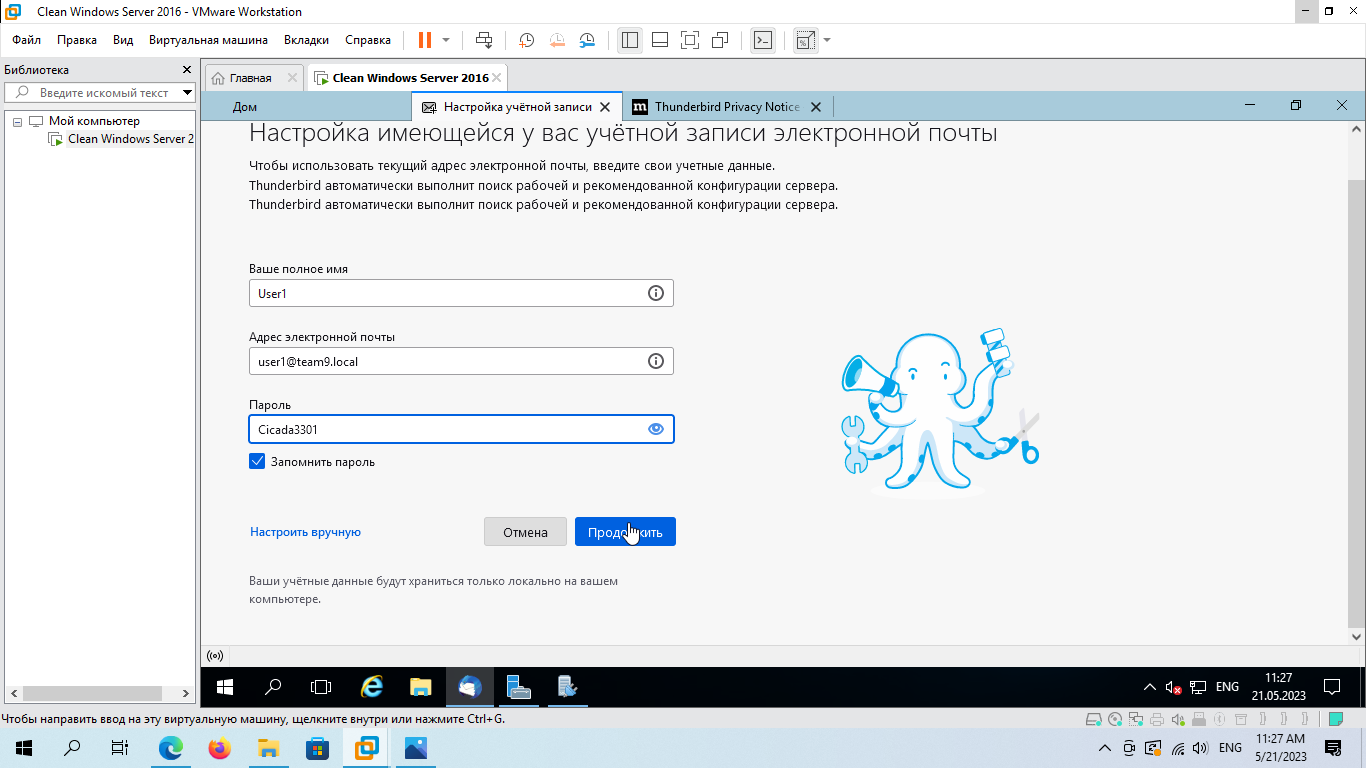 Clean Windows Server 2016 - VMware Workstation
Файл Правка Вид Виртуальная машина Вкладки Справка
Библиотека
Введите искомый текст
Мой компьютер
Clean Windows Server 2
Главная
Clean Windows Server 2016
Дом
Настройка учётной записи
m
Thunderbird Privacy Notice
Настройка имеющейся у вас учётной записи электронной почты
Чтобы использовать текущий адрес электронной почты, введите свои учетные данные.
Thunderbird автоматически выполнит поиск рабочей и рекомендованной конфигурации сервера.
Thunderbird автоматически выполнит поиск рабочей и рекомендованной конфигурации сервера.
Ваше полное имя
User1
Адрес электронной почты
user1@team9.local
Пароль
Cicada3301
Запомнить пароль
Настроить вручную
Отмена
Продолжить
Ваши учётные данные будут храниться только локально на вашем
компьютере.
ENG
11:27
21.05.2023
Чтобы направить ввод на эту виртуальную машину, щелкните внутри или нажмите Ctrl+G.
ENG
11:27 AM
5/21/2023